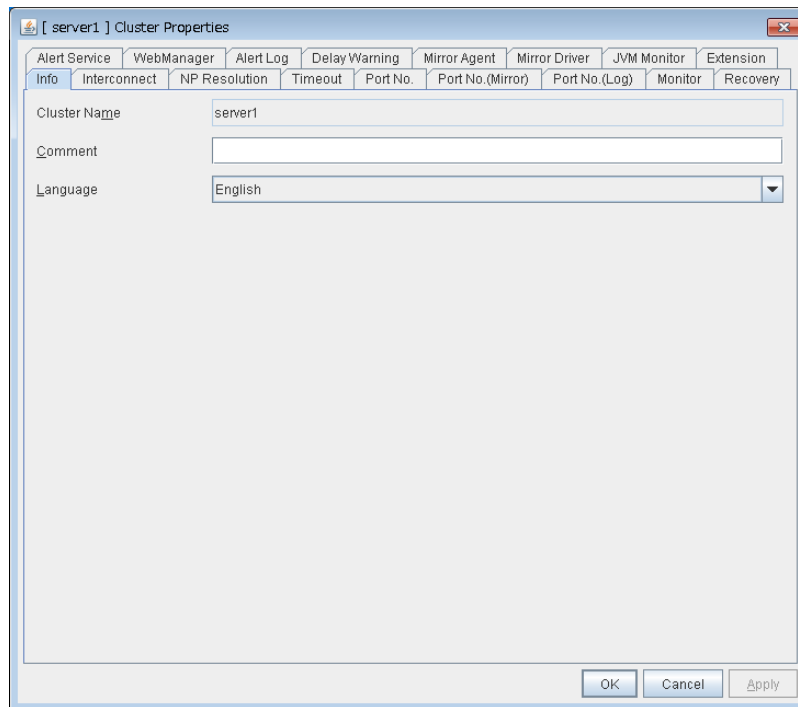 [ server1 ] Cluster Properties
Alert Service WebManager Alert Log Delay Warning Mirror Agent Mirror Driver JVM Monitor Extension
Info Interconnect NP Resolution Timeout Port No. Port No.(Mirror) Port No.(Log) Monitor Recovery
Cluster Name server1
Comment
Language English
OK Cancel Apply